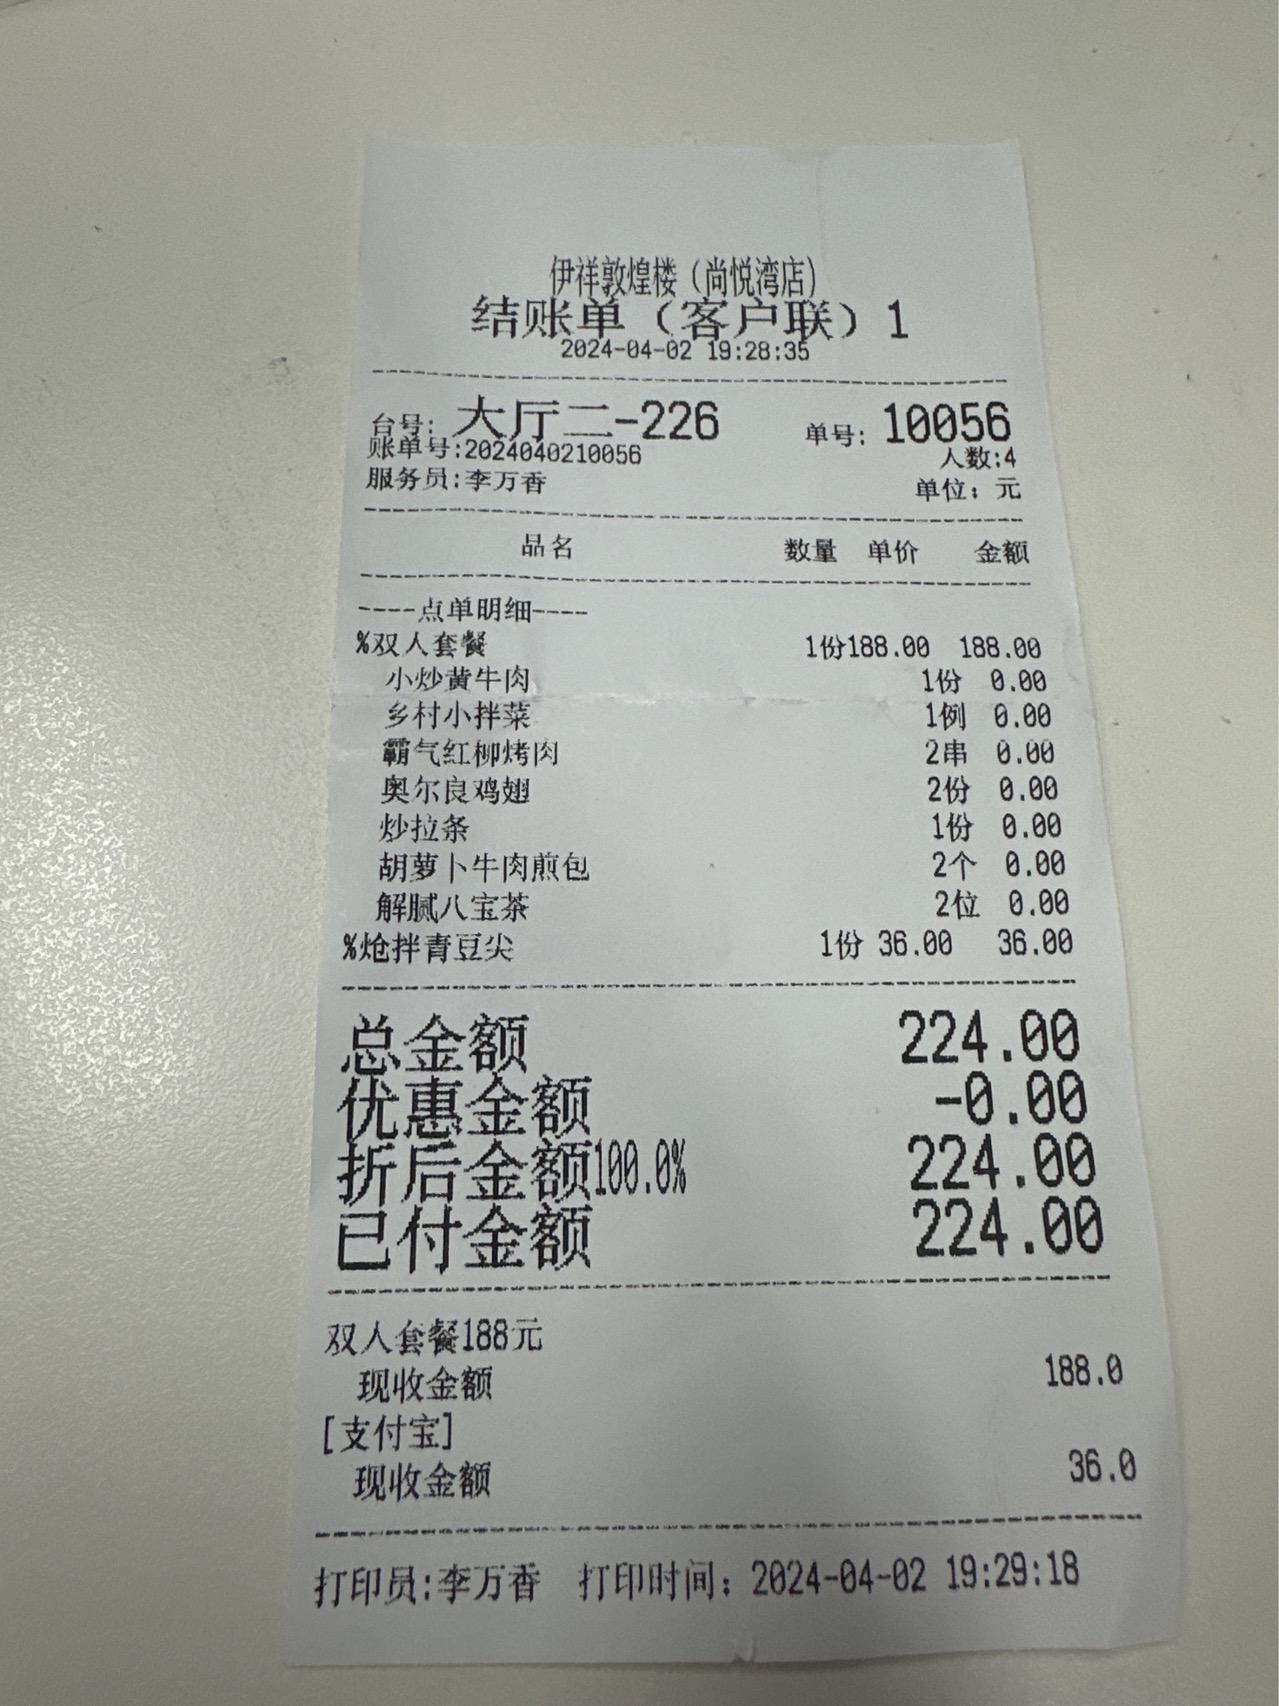 伊祥敦煌楼（尚悦湾店）
结账单（客户联）1
2024-04-02 19:28:35
台号: 大厅二-226 单号: 10056
账单号:2024040210056 人数:4
服务员:李万香 单位: 元
品名 数量 单价 金额
----点单明细----
%双人套餐 1份188.00 188.00
小炒黄牛肉 1份 0.00
乡村小拌菜 1例 0.00
霸气红柳烤肉 2串 0.00
奥尔良鸡翅 2份 0.00
炒拉条 1份 0.00
胡萝卜牛肉煎包 2个 0.00
解腻八宝茶 2位 0.00
%炝拌青豆尖 1份 36.00 36.00
总金额 224.00
优惠金额 -0.00
折后金额100.0% 224.00
已付金额 224.00
双人套餐188元
现收金额 188.0
[支付宝]
现收金额 36.0
打印员:李万香 打印时间: 2024-04-02 19:29:18